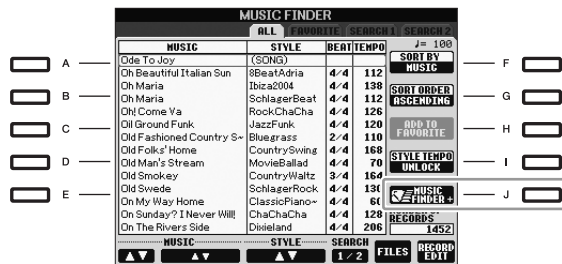 MUSIC FINDER
ALL FAVORITE SEARCH 1 SEARCH 2
MUSIC STYLE BEAT TEMPO ♩= 100
Ode To Joy (SONG)
Oh Beautiful Italian Sun 8BeatAdria 4/4 112
Oh Maria Ibiza2004 4/4 138
Oh Maria SchlagerBeat 4/4 112
Oh! Come Va RockChaCha 4/4 126
Oil Ground Funk JazzFunk 4/4 120
Old Fashioned Country S~ Bluegrass 2/4 110
Old Folks' Home CountrySwing 4/4 168
Old Man's Stream MovieBallad 4/4 70
Old Smokey CountryWaltz 3/4 164
Old Swede SchlagerRock 4/4
On My Way Home ClassicPiano~ 4/4
On Sunday? I Never Will! ChaChaCha 4/4 128
On The Rivers Side Dixieland 4/4 206
SORT BY
MUSIC
SORT ORDER
ASCENDING
ADD TO
FAVORITE
STYLE TEMPO
UNLOCK
MUSIC
FINDER +
RECORDS
1452
MUSIC STYLE SEARCH
1/2 FILES RECORD
EDIT
A
B
C
D
E
F
G
H
I
J